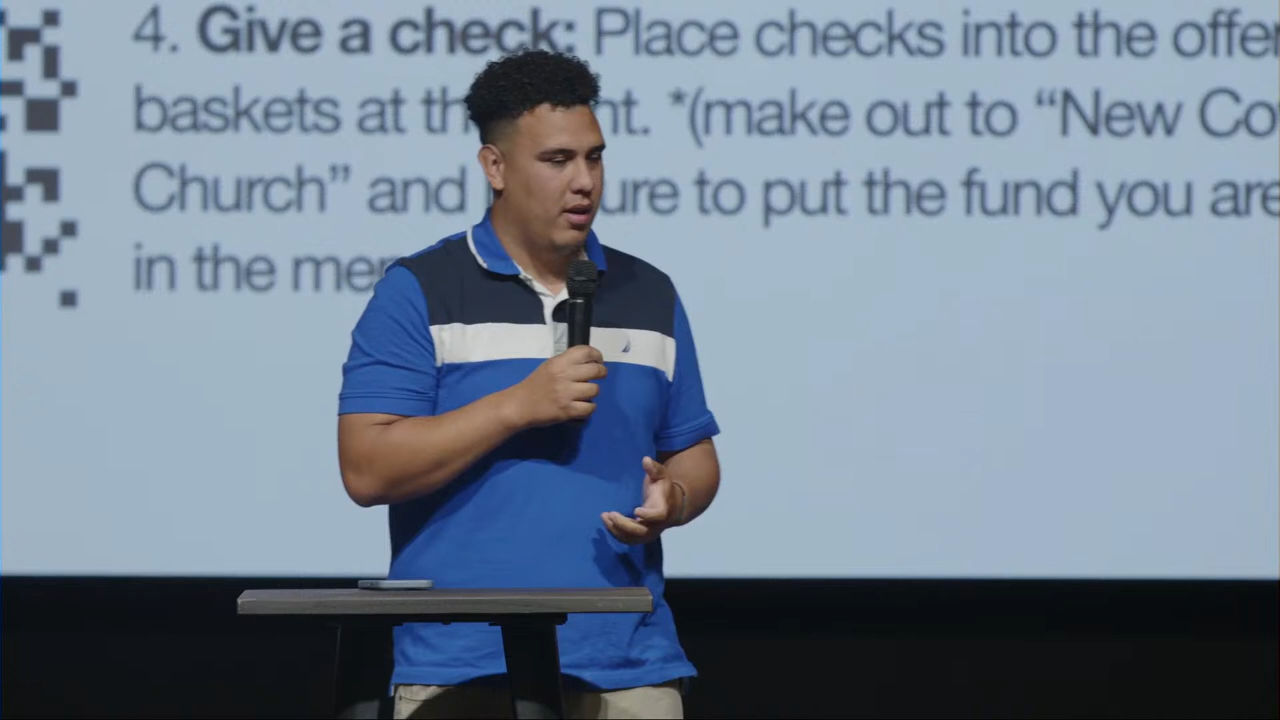 4. Give a check: Place checks into the offer
baskets at th nt. *(make out to “New Co
Church” and ure to put the fund you are
in the mer